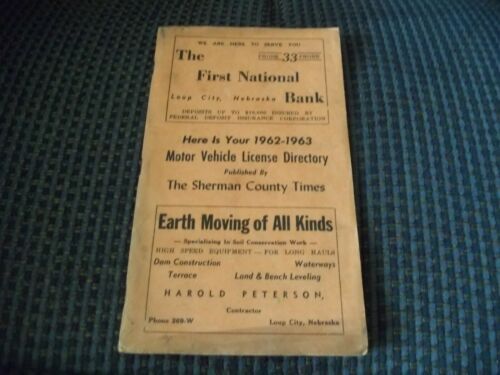 WE ARE HERE TO SERVE YOU
The PHONE 33 PHONE
First National
Loup City, Nebraska Bank
DEPOSITS UP TO $10,000 INSURED BY
FEDERAL DEPOSIT INSURANCE CORPORATION
Here Is Your 1962-1963
Motor Vehicle License Directory
Published By
The Sherman County Times
Earth Moving of All Kinds
— Specializing In Soil Conservation Work —
HIGH SPEED EQUIPMENT — FOR LONG HAULS
Dam Construction Waterways
Terrace Land & Bench Leveling
HAROLD PETERSON,
Contractor
Phone 269-W Loup City, Nebraska